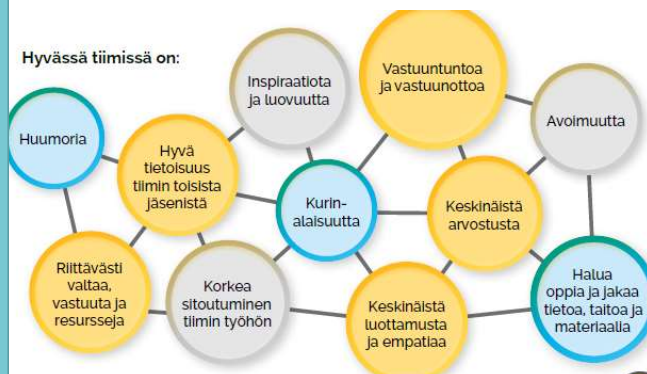 Hyvässä tiimissä on:
Inspiraatiota
ja luovuutta
Vastuuntuntoa
ja vastuunottoa
Avoimuutta
Huumoria
Hyvä
tietoisuus
tiimin toisista
jäsenistä
Kurin-
alaisuutta
Keskinäistä
arvostusta
Riittävästi
valtaa,
vastuuta ja
resursseja
Korkea
sitoutuminen
tiimin työhön
Keskinäistä
luottamusta
ja empatiaa
Halua
oppia ja jakaa
tietoa, taitoa ja
materiaalia